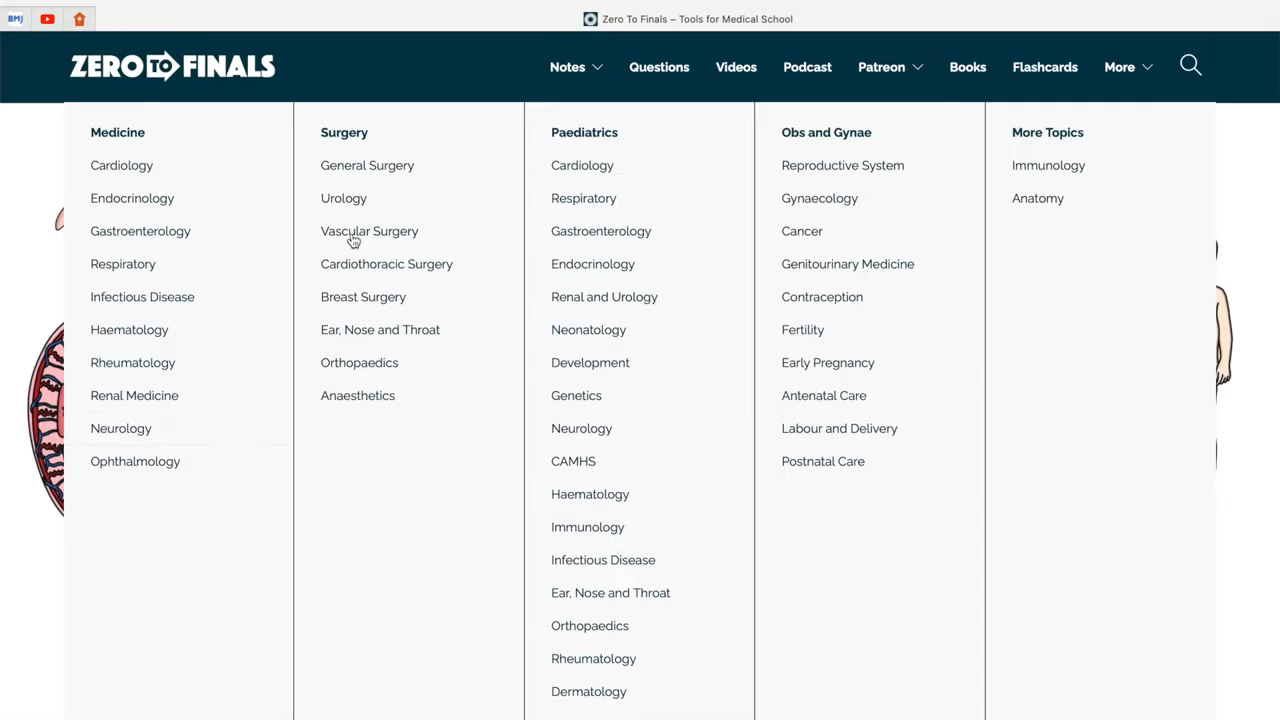 BMJ
Zero To Finals – Tools for Medical School
ZERO TO FINALS
Notes
Questions
Videos
Podcast
Patreon
Books
Flashcards
More
Medicine
Cardiology
Endocrinology
Gastroenterology
Respiratory
Infectious Disease
Haematology
Rheumatology
Renal Medicine
Neurology
Ophthalmology
Surgery
General Surgery
Urology
Vascular Surgery
Cardiothoracic Surgery
Breast Surgery
Ear, Nose and Throat
Orthopaedics
Anaesthetics
Paediatrics
Cardiology
Respiratory
Gastroenterology
Endocrinology
Renal and Urology
Neonatology
Development
Genetics
Neurology
CAMHS
Haematology
Immunology
Infectious Disease
Ear, Nose and Throat
Orthopaedics
Rheumatology
Dermatology
Obs and Gynae
Reproductive System
Gynaecology
Cancer
Genitourinary Medicine
Contraception
Fertility
Early Pregnancy
Antenatal Care
Labour and Delivery
Postnatal Care
More Topics
Immunology
Anatomy